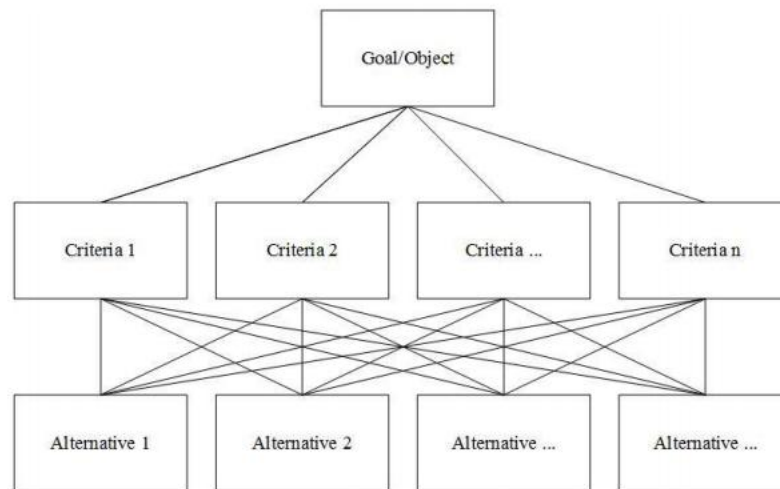 Goal/Object
Criteria 1
Criteria 2
Criteria ...
Criteria n
Alternative 1
Alternative 2
Alternative ...
Alternative ...